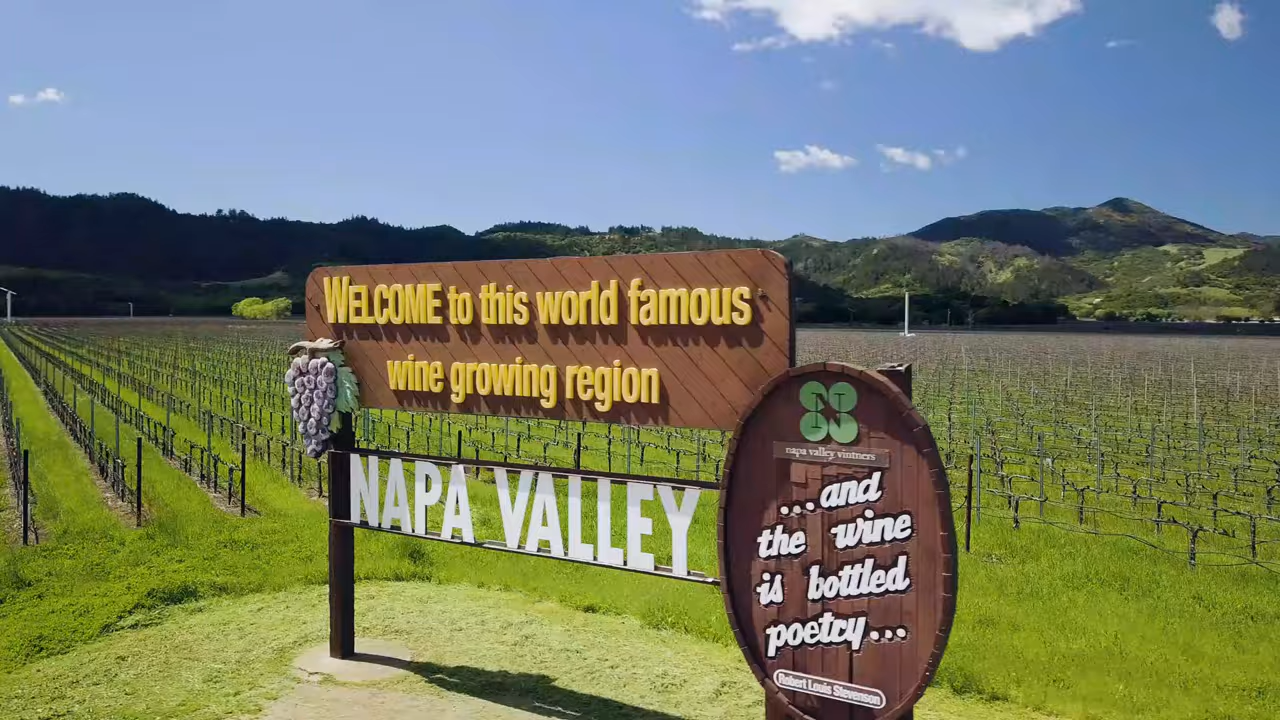 WELCOME to this world famous
wine growing region
NAPA VALLEY
N
napa valley vintners
...and
the wine
is bottled
poetry...
Robert Louis Stevenson